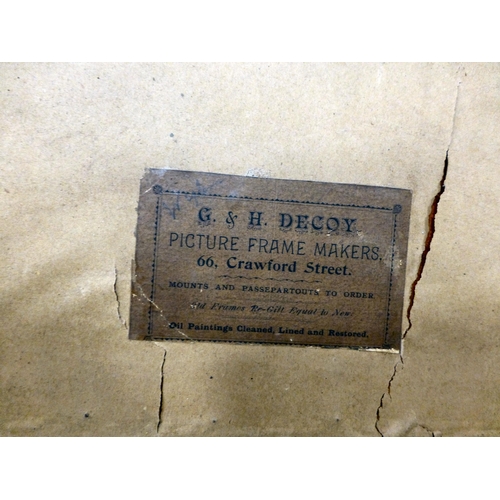 G. & H. DECOY
PICTURE FRAME MAKERS,
66, Crawford Street.
MOUNTS AND PASSEPARTOUTS TO ORDER
Old Frames Re-Gilt Equal to New.
Oil Paintings Cleaned, Lined and Restored.